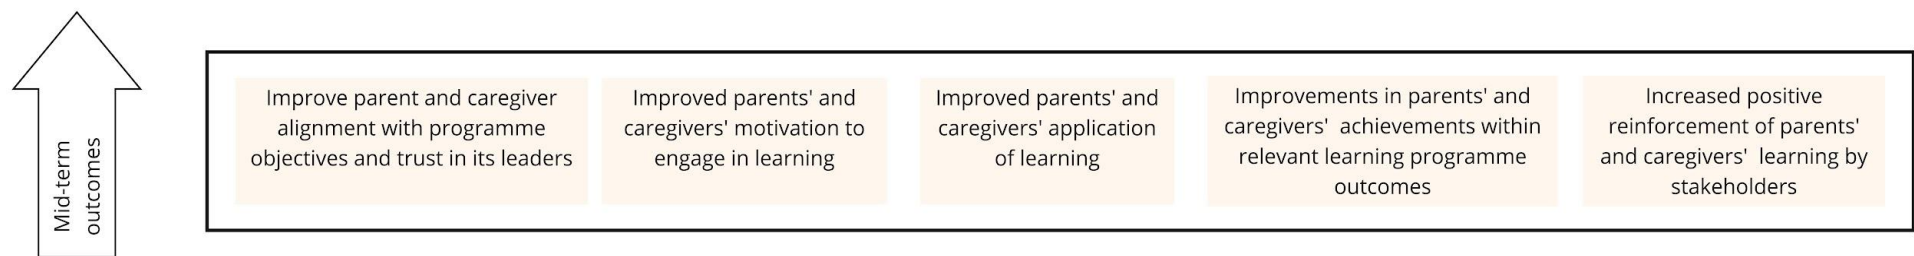 Mid-term
outcomes
Improve parent and caregiver
alignment with programme
objectives and trust in its leaders
Improved parents' and
caregivers' motivation to
engage in learning
Improved parents' and
caregivers' application
of learning
Improvements in parents' and
caregivers'  achievements within
relevant learning programme
outcomes
Increased positive
reinforcement of parents'
and caregivers'  learning by
stakeholders